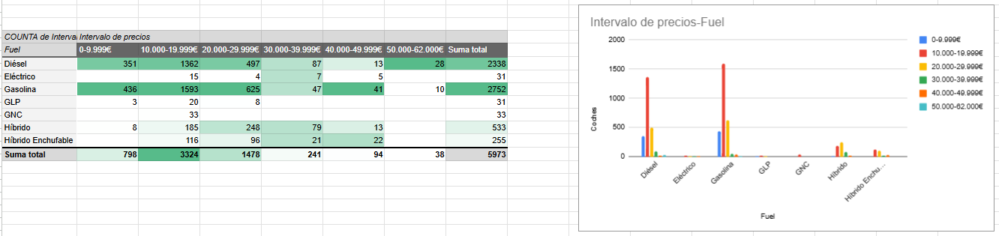 COUNTA de Interva Intervalo de precios
Fuel 0-9.999€ 10.000-19.999€ 20.000-29.999€ 30.000-39.999€ 40.000-49.999€ 50.000-62.000€ Suma total
Diésel 351 1362 497 87 13 28 2338
Eléctrico 15 4 7 5 31
Gasolina 436 1593 625 47 41 10 2752
GLP 3 20 8 31
GNC 33 33
Híbrido 8 185 248 79 13 533
Híbrido Enchufable 116 96 21 22 255
Suma total 798 3324 1478 241 94 38 5973
Intervalo de precios-Fuel
2000
1500
1000
500
0
Coches
Diésel
Eléctrico
Gasolina
GLP
GNC
Híbrido
Híbrido Enchu...
Fuel
0-9.999€
10.000-19.999€
20.000-29.999€
30.000-39.999€
40.000-49.999€
50.000-62.000€